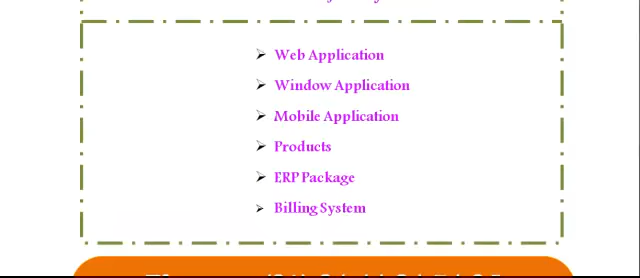 Web Application
Window Application
Mobile Application
Products
ERP Package
Billing System